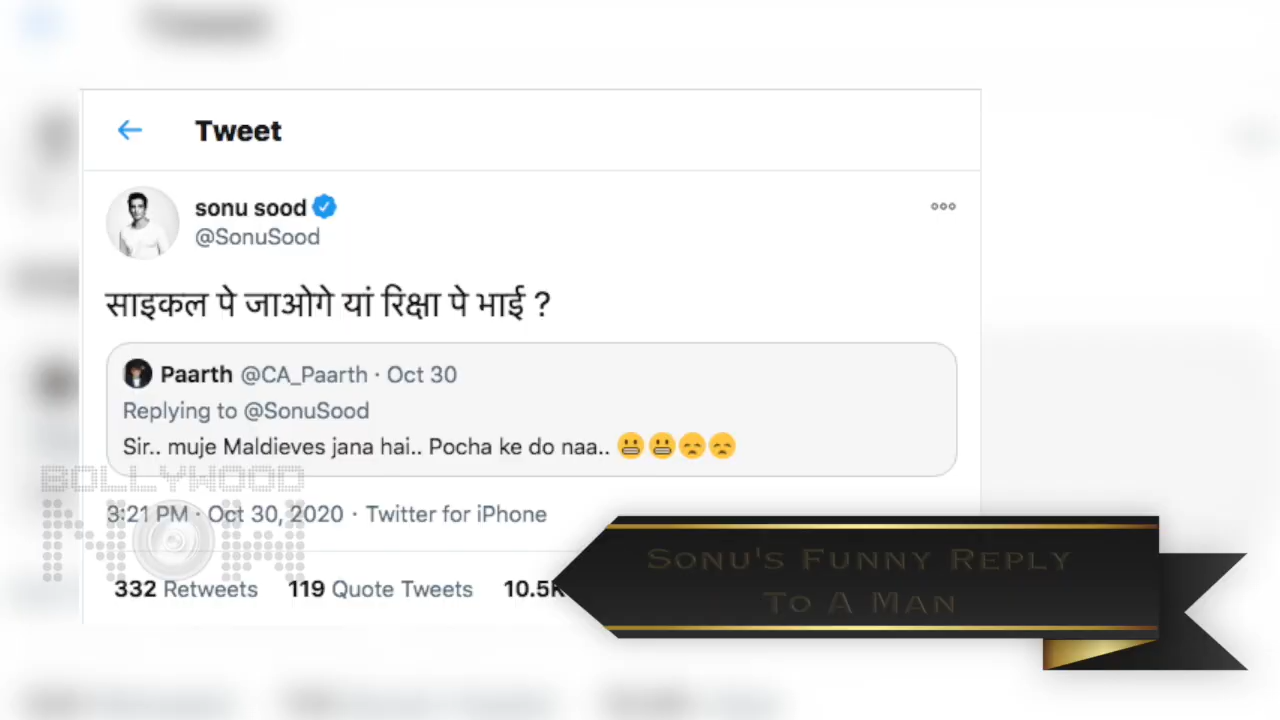 Tweet
sonu sood
@SonuSood
साइकल पे जाओगे यां रिक्षा पे भाई ?
Paarth @CA_Paarth · Oct 30
Replying to @SonuSood
Sir.. muje Maldieves jana hai.. Pocha ke do naa.. 😬😬😞😞
BOLLYWOOD
NOW
3:21 PM · Oct 30, 2020 · Twitter for iPhone
332 Retweets 119 Quote Tweets 10.5K
Sonu's Funny Reply
To A Man